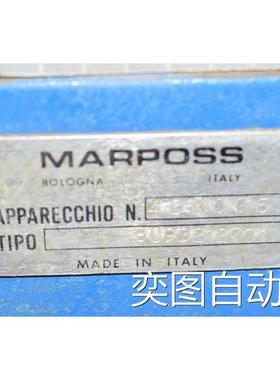 MARPOSS
BOLOGNA ITALY
APPARECCHIO N.
TIPO
MADE IN ITALY
奕图自动